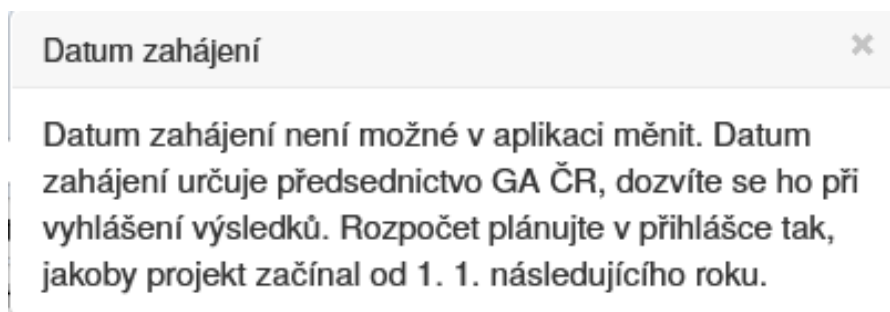 Datum zahájení
Datum zahájení není možné v aplikaci měnit. Datum
zahájení určuje předsednictvo GA ČR, dozvíte se ho při
vyhlášení výsledků. Rozpočet plánujte v přihlášce tak,
jakoby projekt začínal od 1. 1. následujícího roku.